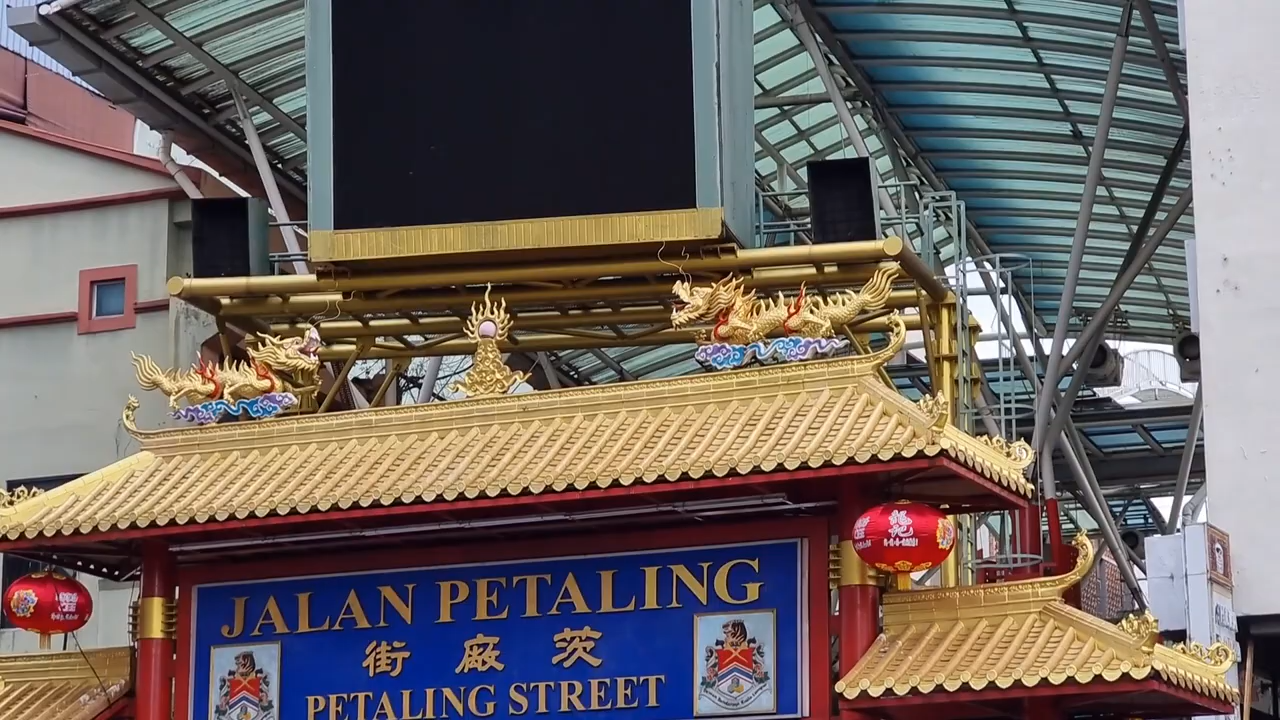 JALAN PETALING
街 廠 茨
PETALING STREET